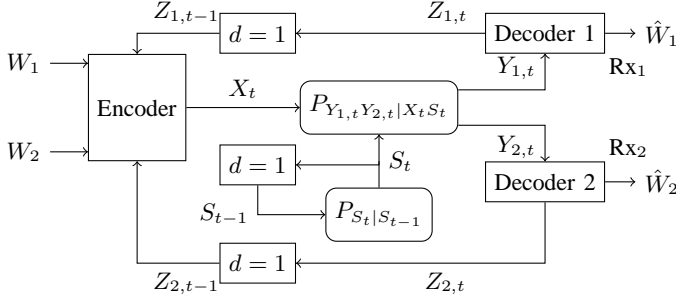 Z_{1,t-1} d = 1 Z_{1,t} Decoder 1 Ŵ_1
W_1 Y_{1,t} Rx_1
Encoder X_t P_{Y_{1,t}Y_{2,t}|X_tS_t}
W_2 d = 1 S_t Y_{2,t} Rx_2
Decoder 2 Ŵ_2
S_{t-1} P_{S_t|S_{t-1}}
Z_{2,t-1} d = 1 Z_{2,t}